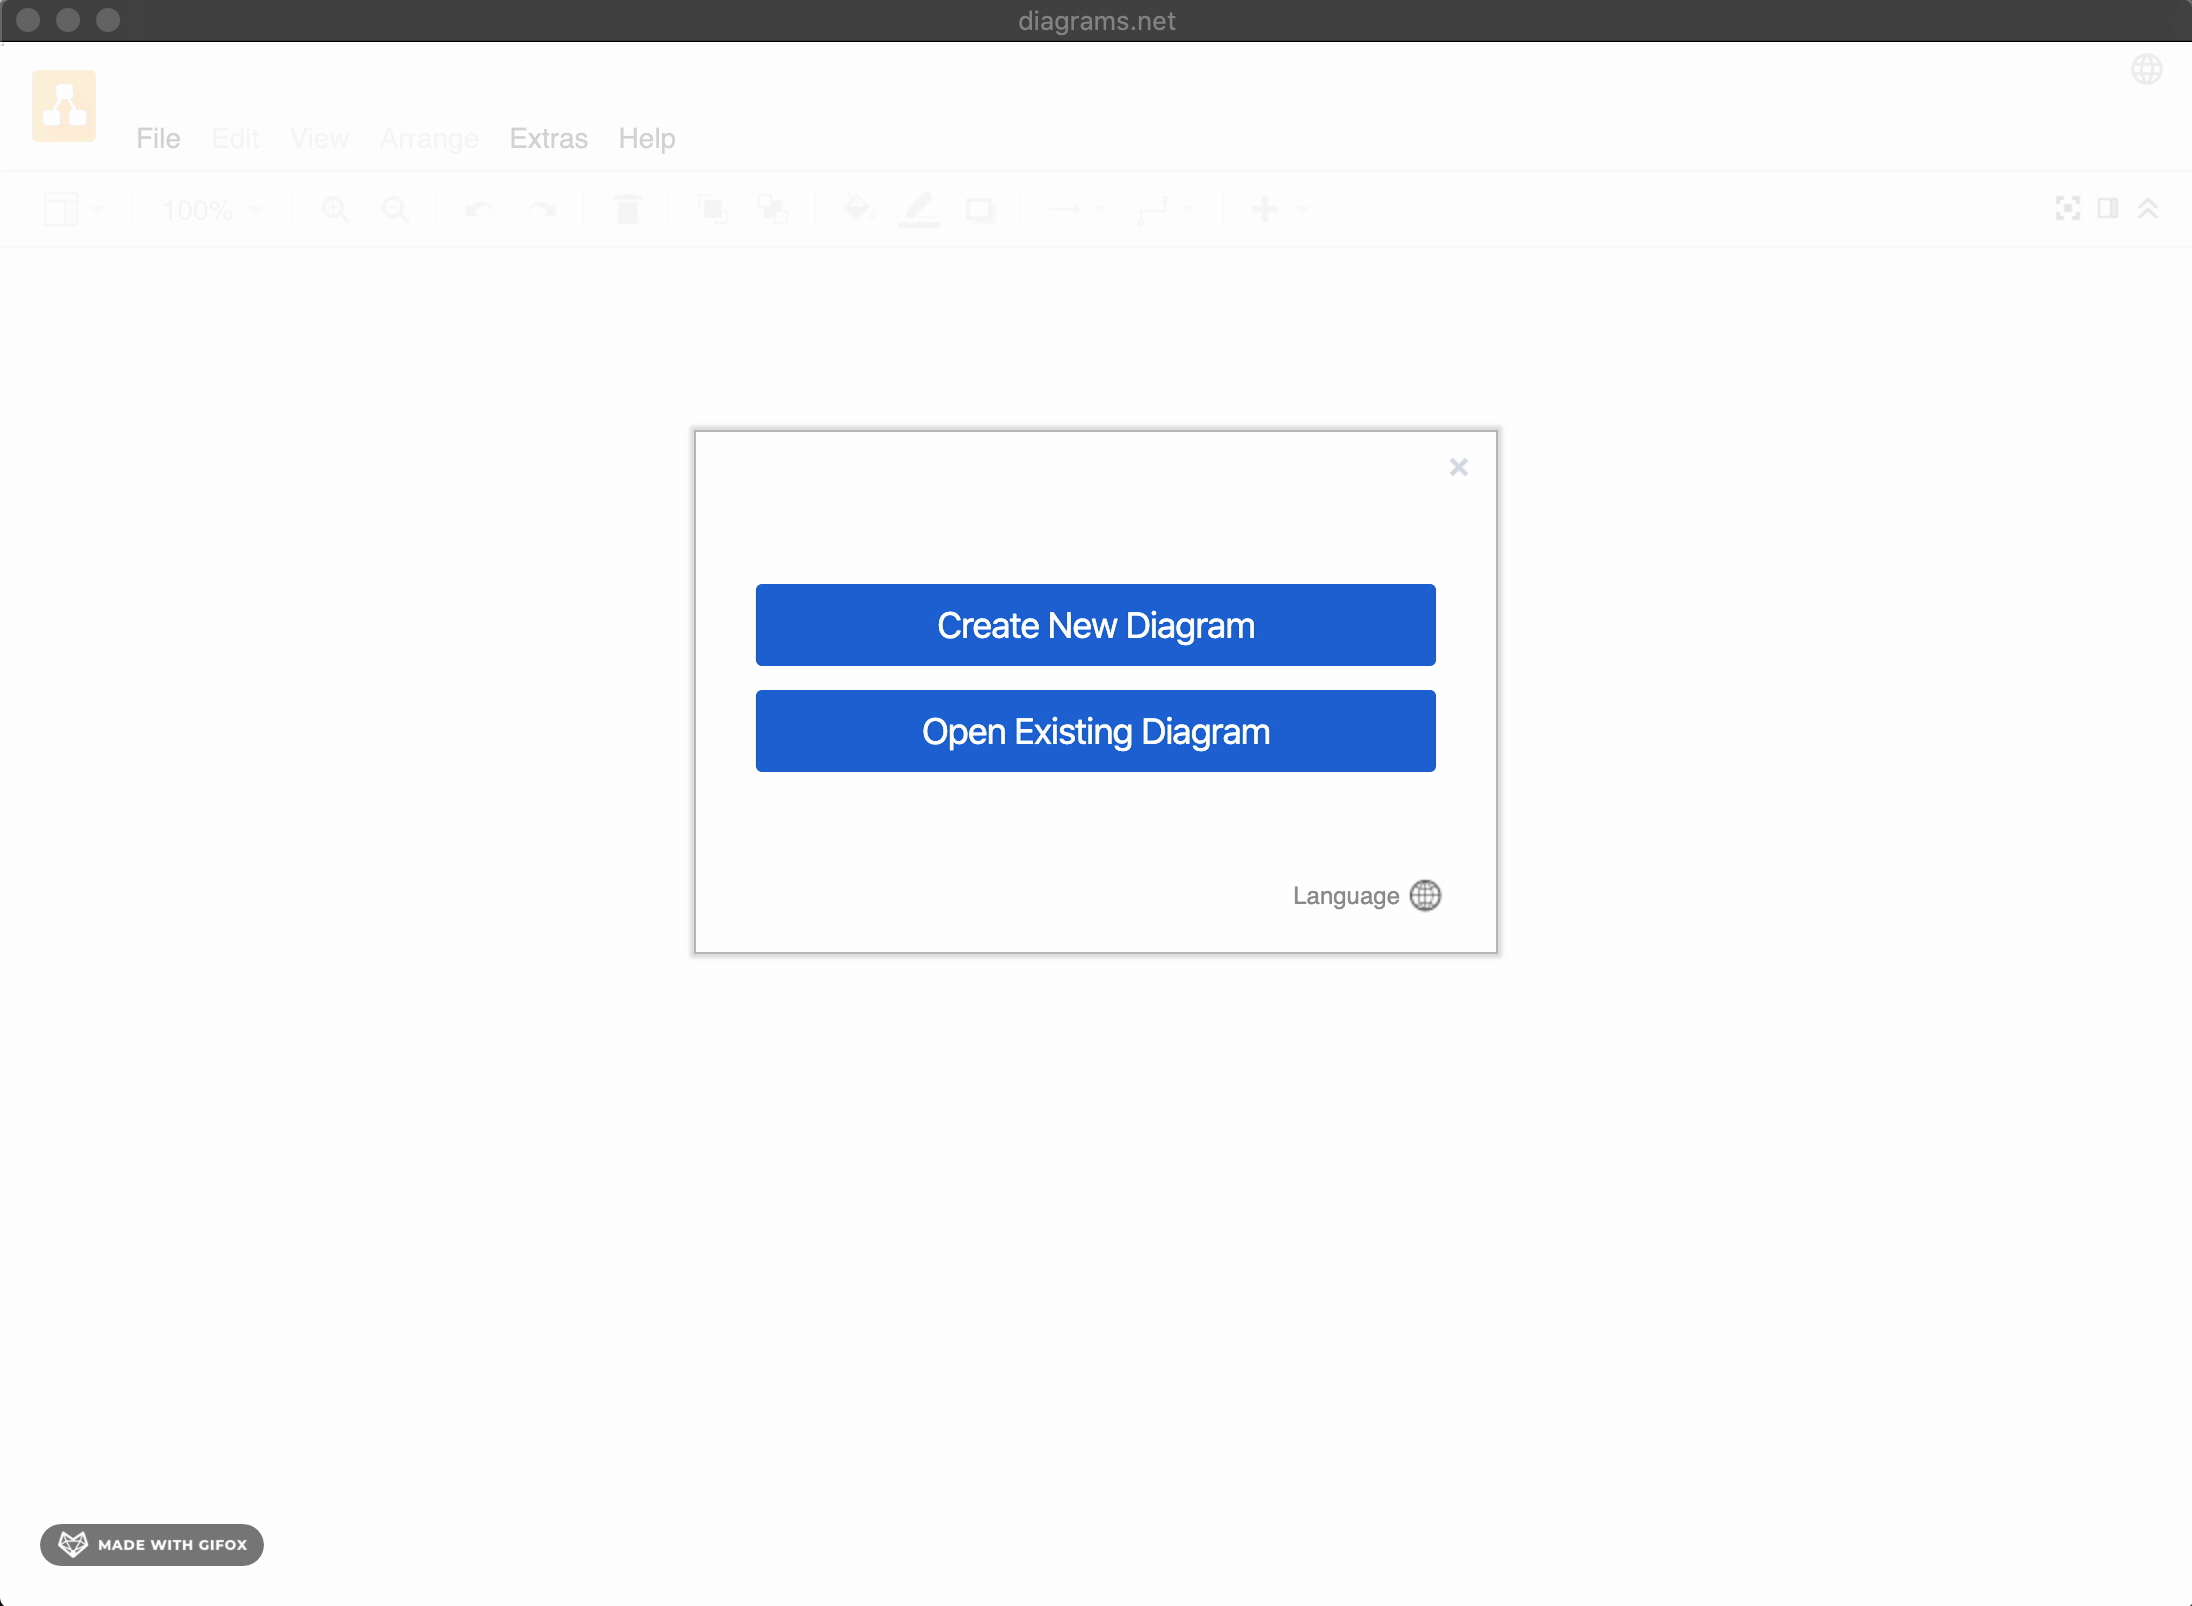 diagrams.net
File Edit View Arrange Extras Help
100%
Create New Diagram
Open Existing Diagram
Language
MADE WITH GIFOX